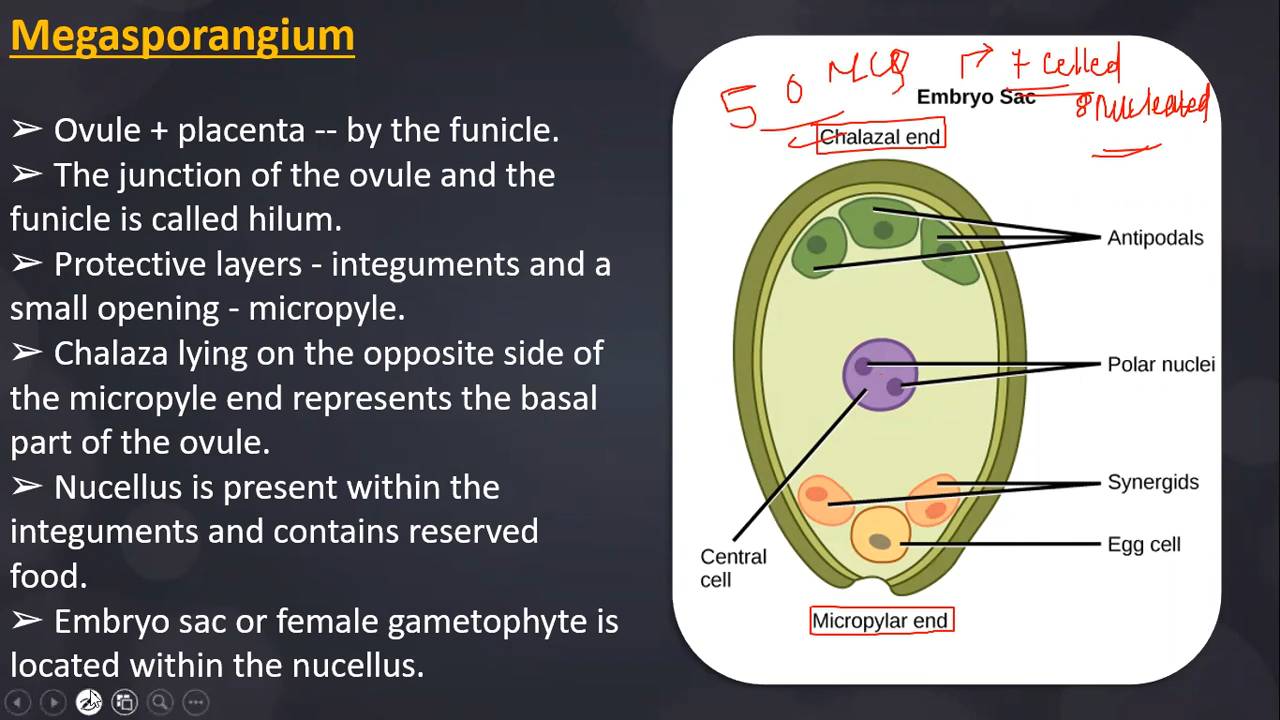 Megasporangium
➢ Ovule + placenta -- by the funicle.
➢ The junction of the ovule and the
funicle is called hilum.
➢ Protective layers - integuments and a
small opening - micropyle.
➢ Chalaza lying on the opposite side of
the micropyle end represents the basal
part of the ovule.
➢ Nucellus is present within the
integuments and contains reserved
food.
➢ Embryo sac or female gametophyte is
located within the nucellus.
50 MCQ
7 celled
8 Nucleated
Embryo Sac
Chalazal end
Antipodals
Polar nuclei
Synergids
Egg cell
Central
cell
Micropylar end